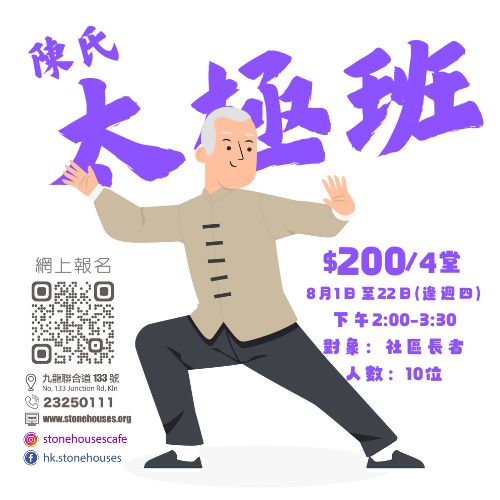 陳氏
太極班
$200/4堂
8月1日至22日(逢週四)
下午2:00-3:30
對象：社區長者
人數：10位
網上報名
九龍聯合道 133 號
No. 133 Junction Rd, Kln
23250111
www.stonehouses.org
stonehousescafe
hk.stonehouses